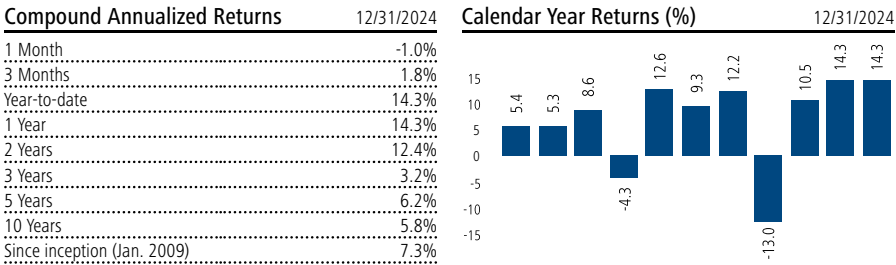 Compound Annualized Returns 12/31/2024
1 Month -1.0%
3 Months 1.8%
Year-to-date 14.3%
1 Year 14.3%
2 Years 12.4%
3 Years 3.2%
5 Years 6.2%
10 Years 5.8%
Since inception (Jan. 2009) 7.3%
Calendar Year Returns (%) 12/31/2024
15
10
5
0
-5
-10
-15
5.4
5.3
8.6
-4.3
12.6
9.3
12.2
-13.0
10.5
14.3
14.3